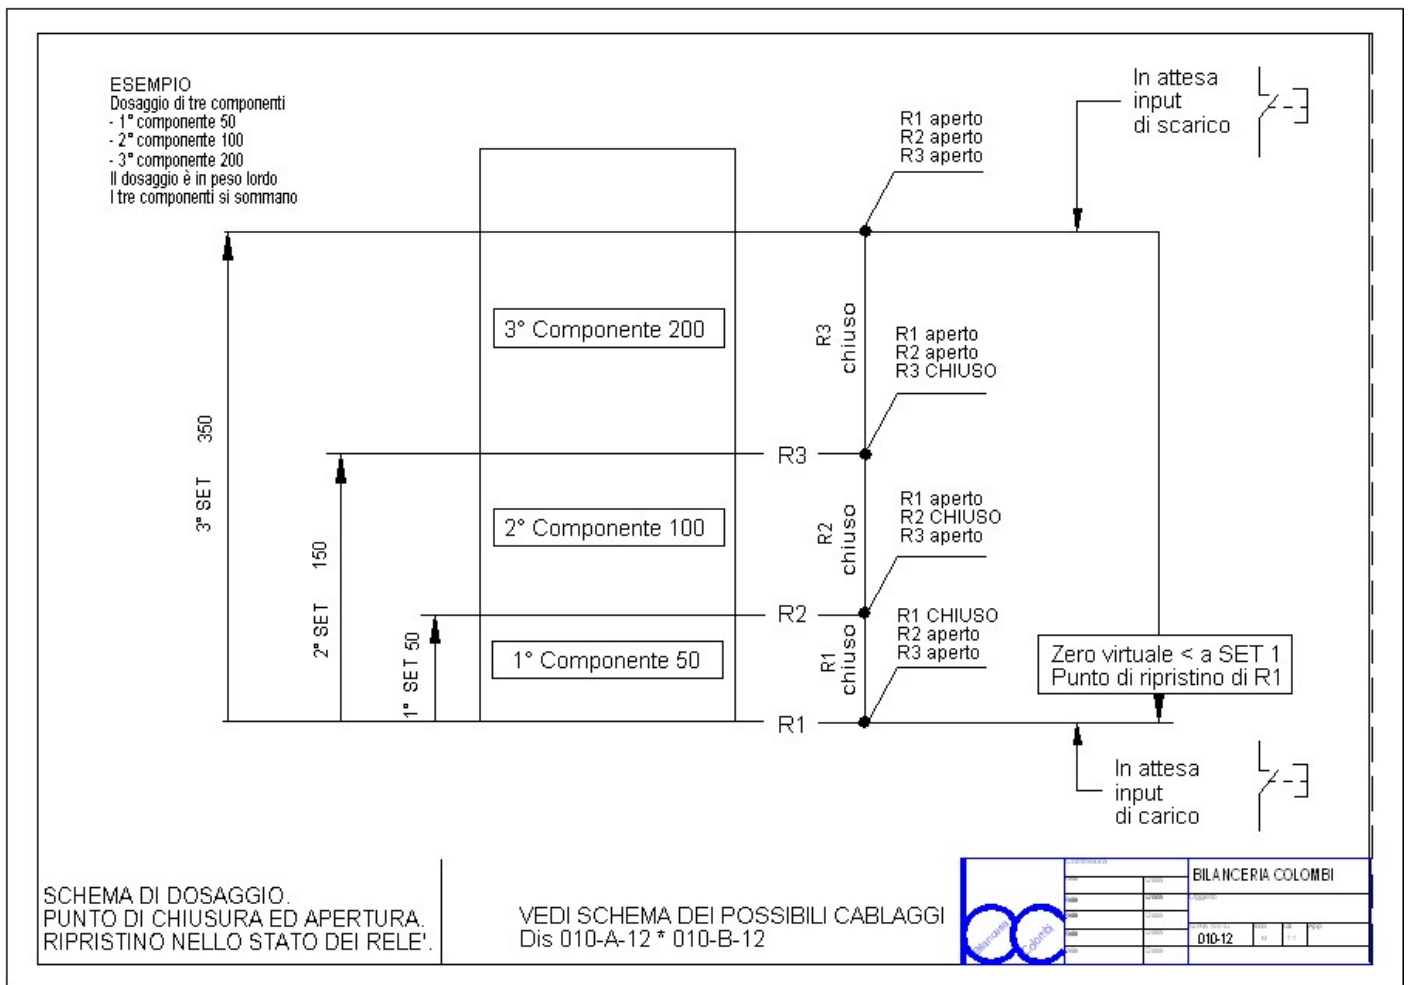 ESEMPIO
Dosaggio di tre componenti
- 1° componente 50
- 2° componente 100
- 3° componente 200
Il dosaggio è in peso lordo
I tre componenti si sommano
In attesa
input
di scarico
R1 aperto
R2 aperto
R3 aperto
3° Componente 200
R3
chiuso
R1 aperto
R2 aperto
R3 CHIUSO
3° SET 350
R3
2° Componente 100
R2
chiuso
R1 aperto
R2 CHIUSO
R3 aperto
2° SET 150
R2
1° Componente 50
R1
chiuso
R1 CHIUSO
R2 aperto
R3 aperto
1° SET 50
Zero virtuale < a SET 1
Punto di ripristino di R1
R1
In attesa
input
di carico
SCHEMA DI DOSAGGIO.
PUNTO DI CHIUSURA ED APERTURA.
RIPRISTINO NELLO STATO DEI RELE'.
VEDI SCHEMA DEI POSSIBILI CABLAGGI
Dis 010-A-12 * 010-B-12
Bilanceria
Colombi
BILANCERIA COLOMBI
010-12